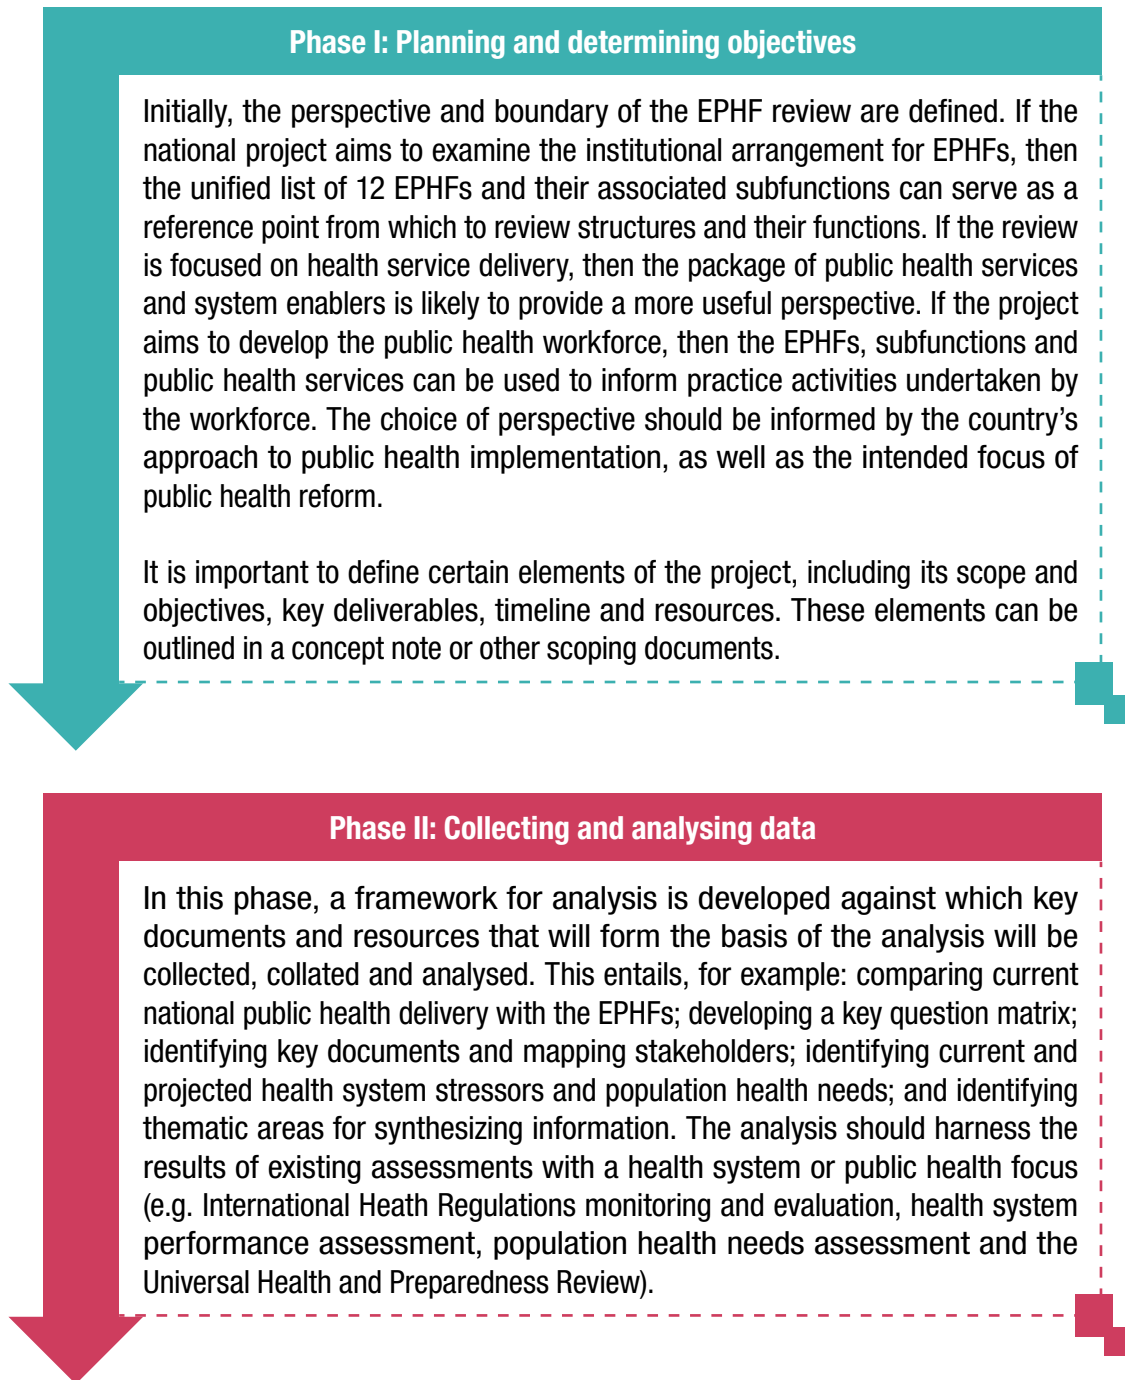 Phase I: Planning and determining objectives
Initially, the perspective and boundary of the EPHF review are defined. If the
national project aims to examine the institutional arrangement for EPHFs, then
the unified list of 12 EPHFs and their associated subfunctions can serve as a
reference point from which to review structures and their functions. If the review
is focused on health service delivery, then the package of public health services
and system enablers is likely to provide a more useful perspective. If the project
aims to develop the public health workforce, then the EPHFs, subfunctions and
public health services can be used to inform practice activities undertaken by
the workforce. The choice of perspective should be informed by the country’s
approach to public health implementation, as well as the intended focus of
public health reform.
It is important to define certain elements of the project, including its scope and
objectives, key deliverables, timeline and resources. These elements can be
outlined in a concept note or other scoping documents.
Phase II: Collecting and analysing data
In this phase, a framework for analysis is developed against which key
documents and resources that will form the basis of the analysis will be
collected, collated and analysed. This entails, for example: comparing current
national public health delivery with the EPHFs; developing a key question matrix;
identifying key documents and mapping stakeholders; identifying current and
projected health system stressors and population health needs; and identifying
thematic areas for synthesizing information. The analysis should harness the
results of existing assessments with a health system or public health focus
(e.g. International Heath Regulations monitoring and evaluation, health system
performance assessment, population health needs assessment and the
Universal Health and Preparedness Review).